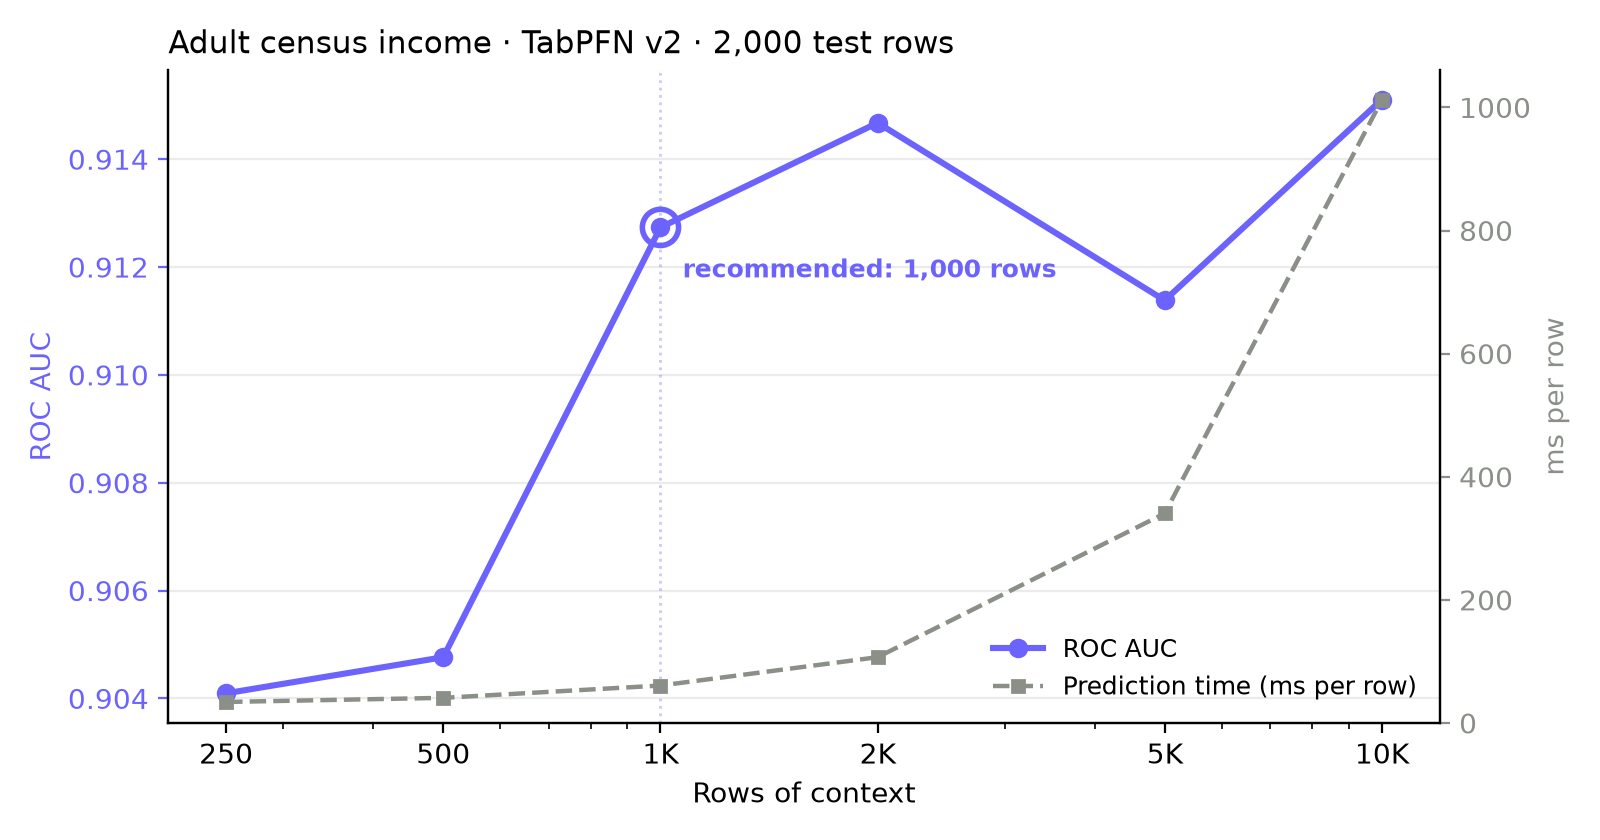 Adult census income · TabPFN v2 · 2,000 test rows
ROC AUC
0.914
0.912
0.910
0.908
0.906
0.904
recommended: 1,000 rows
1000
800
600
400
200
0
ms per row
ROC AUC
Prediction time (ms per row)
250 500 1K 2K 5K 10K
Rows of context